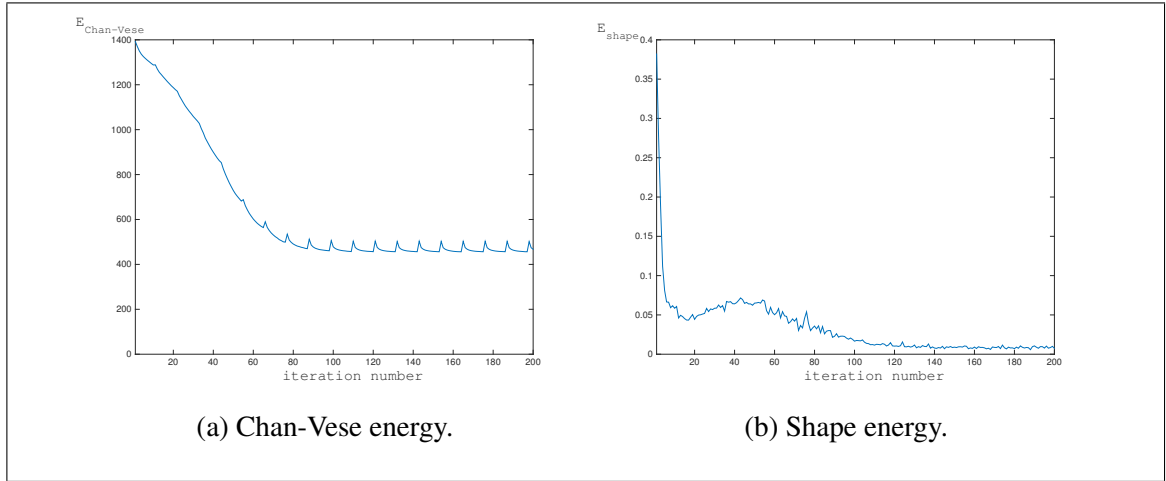 E_Chan-Vese
1400
1200
1000
800
600
400
200
0
20 40 60 80 100 120 140 160 180 200
iteration number
(a) Chan-Vese energy.
E_shape
0.4
0.35
0.3
0.25
0.2
0.15
0.1
0.05
0
20 40 60 80 100 120 140 160 180 200
iteration number
(b) Shape energy.